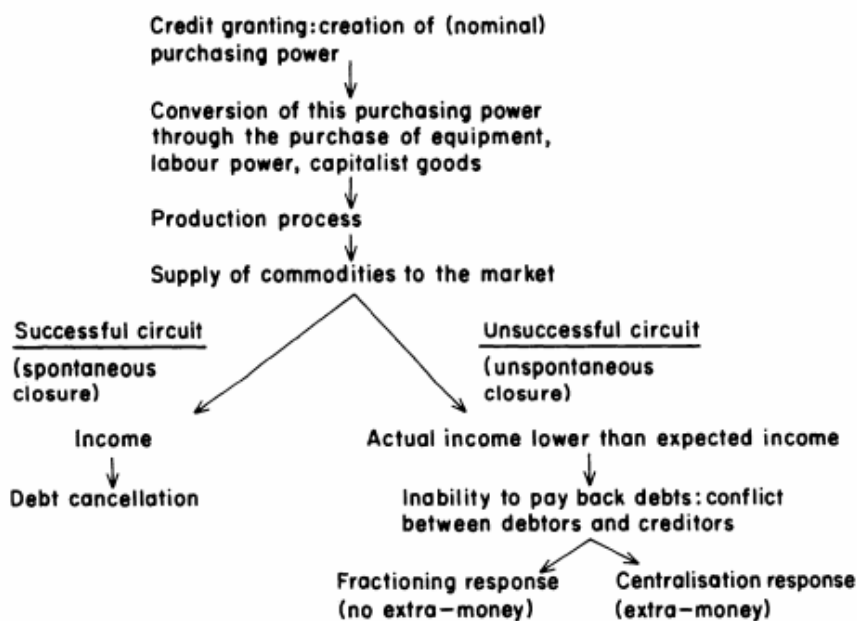 Credit granting:creation of (nominal)
purchasing power
Conversion of this purchasing power
through the purchase of equipment,
labour power, capitalist goods
Production process
Supply of commodities to the market
Successful circuit
(spontaneous
closure)
Income
Debt cancellation
Unsuccessful circuit
(unspontaneous
closure)
Actual income lower than expected income
Inability to pay back debts:conflict
between debtors and creditors
Fractioning response
(no extra-money)
Centralisation response
(extra-money)